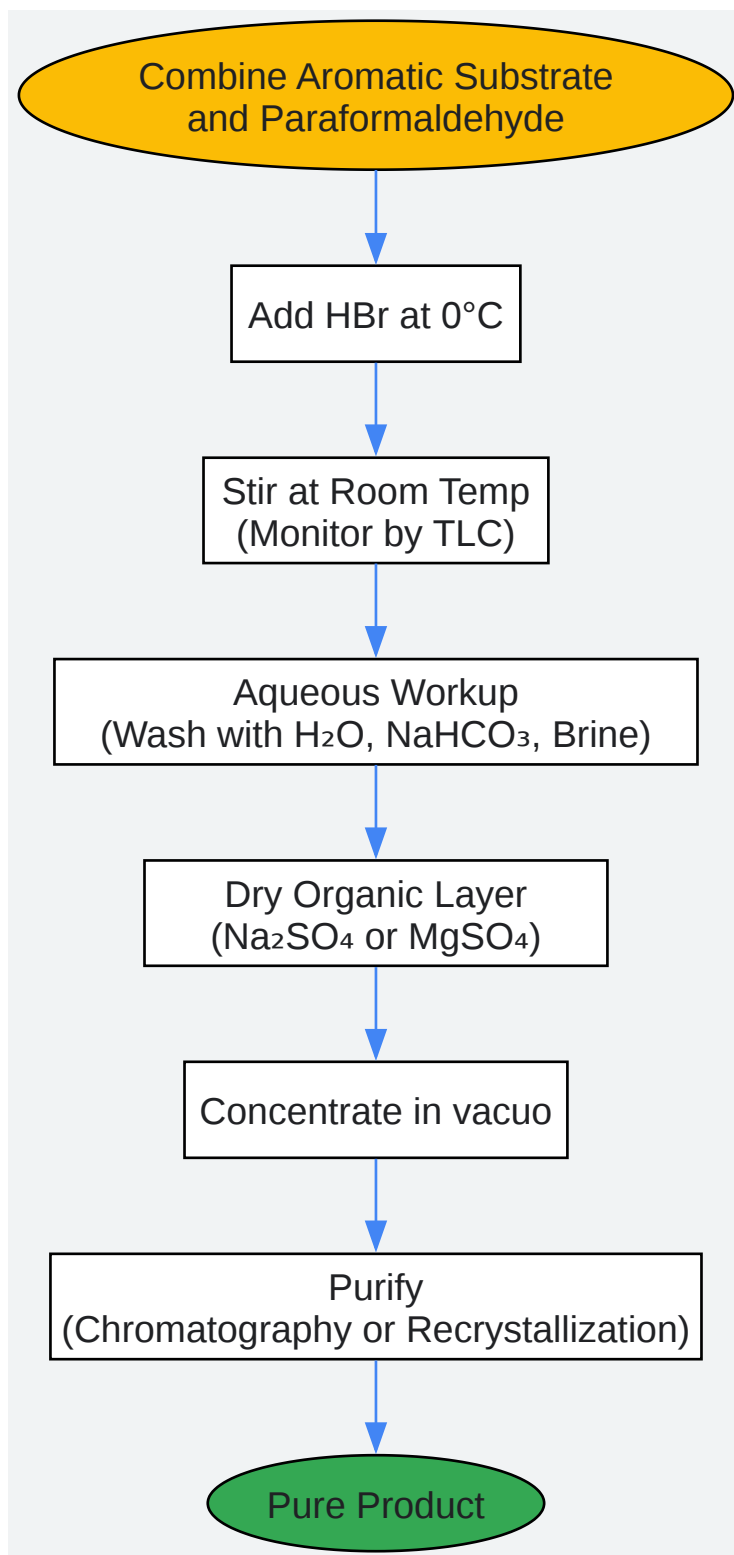 Combine Aromatic Substrate
and Paraformaldehyde
Add HBr at 0°C
Stir at Room Temp
(Monitor by TLC)
Aqueous Workup
(Wash with H₂O, NaHCO₃, Brine)
Dry Organic Layer
(Na₂SO₄ or MgSO₄)
Concentrate in vacuo
Purify
(Chromatography or Recrystallization)
Pure Product